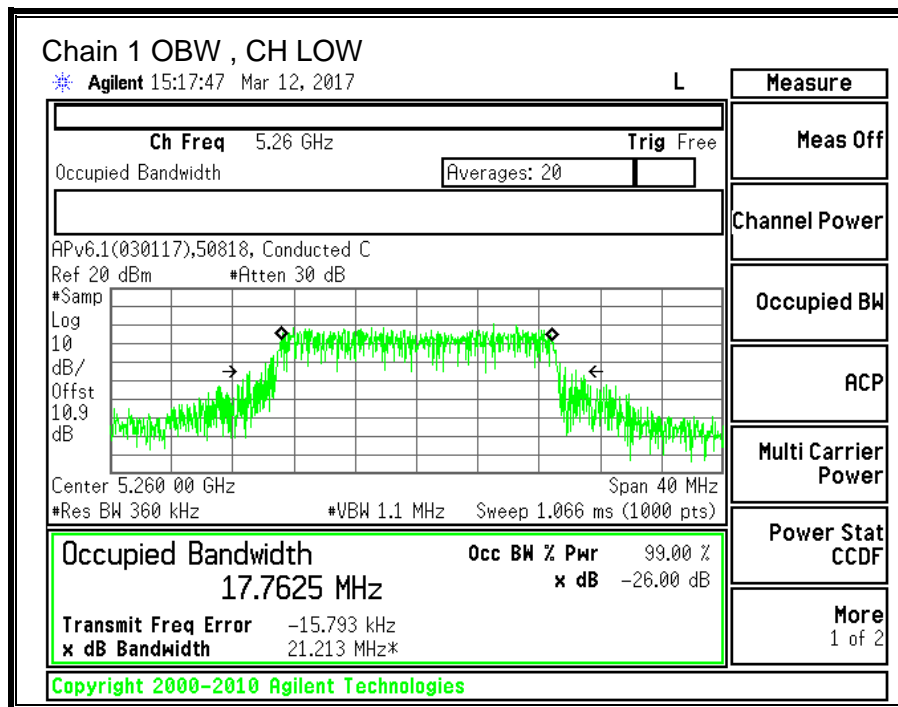 Chain 1 OBW , CH LOW
Agilent 15:17:47 Mar 12, 2017 L
Measure
Ch Freq 5.26 GHz Trig Free
Meas Off
Occupied Bandwidth Averages: 20
Channel Power
APv6.1(030117),50818, Conducted C
Ref 20 dBm #Atten 30 dB
#Samp
Log
10
dB/
Offst
10.9
dB
Occupied BW
ACP
Multi Carrier
Power
Center 5.260 00 GHz Span 40 MHz
#Res BW 360 kHz #VBW 1.1 MHz Sweep 1.066 ms (1000 pts)
Power Stat
CCDF
Occupied Bandwidth Occ BW % Pwr 99.00 %
17.7625 MHz x dB -26.00 dB
Transmit Freq Error -15.793 kHz
x dB Bandwidth 21.213 MHz*
More
1 of 2
Copyright 2000-2010 Agilent Technologies